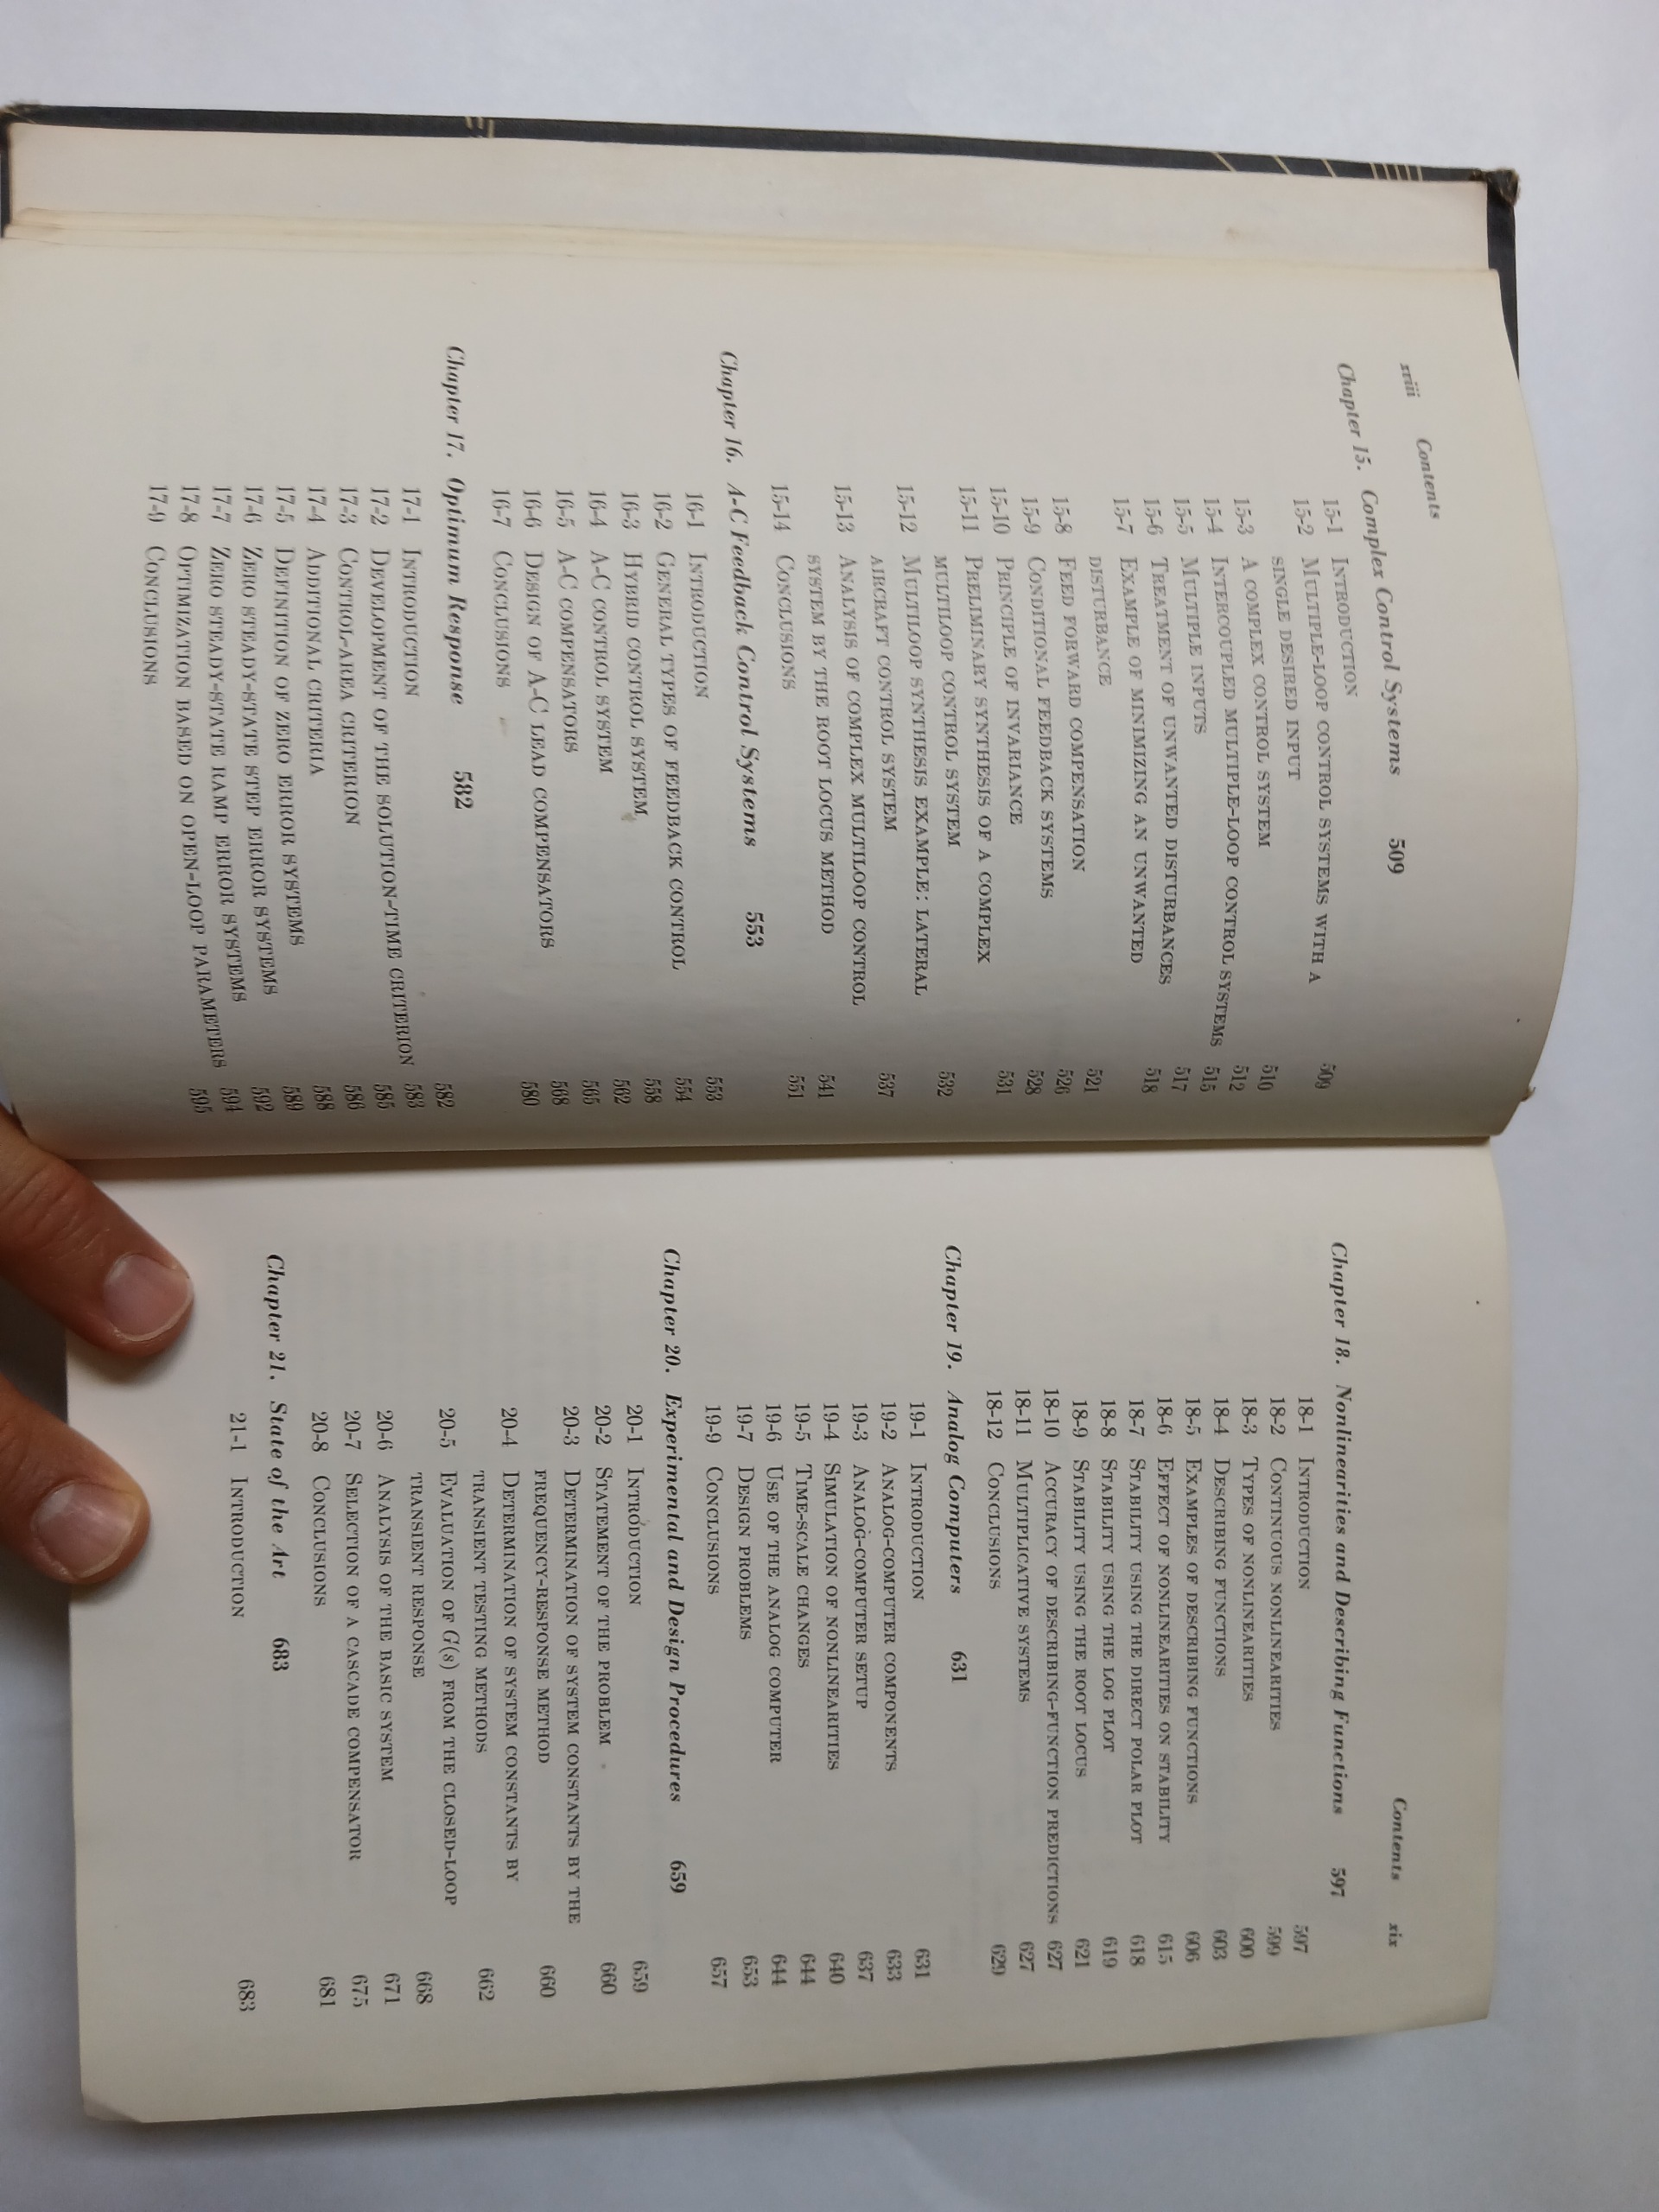 xviii Contents
Chapter 15. Complex Control Systems 509
15-1 Introduction 509
15-2 Multiple-loop control systems with a
single desired input 510
15-3 A complex control system 512
15-4 Intercoupled multiple-loop control systems 515
15-5 Multiple inputs 517
15-6 Treatment of unwanted disturbances 518
15-7 Example of minimizing an unwanted
disturbance 521
15-8 Feed forward compensation 526
15-9 Conditional feedback systems 528
15-10 Principle of invariance 531
15-11 Preliminary synthesis of a complex
multiloop control system 532
15-12 Multiloop synthesis example: lateral
aircraft control system 537
15-13 Analysis of complex multiloop control
system by the root locus method 541
15-14 Conclusions 551
Chapter 16. A-C Feedback Control Systems 553
16-1 Introduction 553
16-2 General types of feedback control 554
16-3 Hybrid control system 558
16-4 A-C control system 562
16-5 A-C compensators 565
16-6 Design of A-C lead compensators 568
16-7 Conclusions 580
Chapter 17. Optimum Response 582
17-1 Introduction 582
17-2 Development of the solution-time criterion 583
17-3 Control-area criterion 585
17-4 Additional criteria 586
17-5 Definition of zero error systems 588
17-6 Zero steady-state step error systems 589
17-7 Zero steady-state ramp error systems 592
17-8 Optimization based on open-loop parameters 594
17-9 Conclusions 595
Contents xix
Chapter 18. Nonlinearities and Describing Functions 597
18-1 Introduction 597
18-2 Continuous nonlinearities 599
18-3 Types of nonlinearities 600
18-4 Describing functions 603
18-5 Examples of describing functions 606
18-6 Effect of nonlinearities on stability 615
18-7 Stability using the direct polar plot 618
18-8 Stability using the log plot 619
18-9 Stability using the root locus 621
18-10 Accuracy of describing-function predictions 627
18-11 Multiplicative systems 627
18-12 Conclusions 629
Chapter 19. Analog Computers 631
19-1 Introduction 631
19-2 Analog-computer components 633
19-3 Analog-computer setup 637
19-4 Simulation of nonlinearities 640
19-5 Time-scale changes 644
19-6 Use of the analog computer 644
19-7 Design problems 653
19-9 Conclusions 657
Chapter 20. Experimental and Design Procedures 659
20-1 Introduction 659
20-2 Statement of the problem 660
20-3 Determination of system constants by the
frequency-response method 660
20-4 Determination of system constants by
transient testing methods 662
20-5 Evaluation of G(s) from the closed-loop
transient response 668
20-6 Analysis of the basic system 671
20-7 Selection of a cascade compensator 675
20-8 Conclusions 681
Chapter 21. State of the Art 683
21-1 Introduction 683